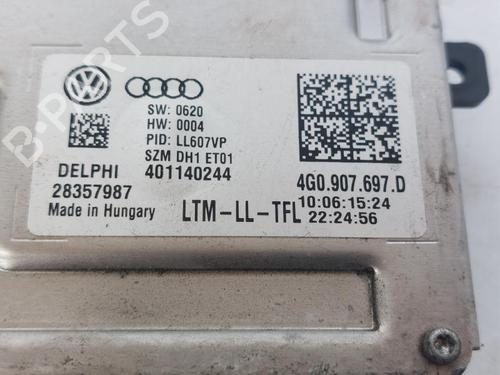 SW: 0620
HW: 0004
PID: LL607VP
SZM DH1 ET01
DELPHI 401140244
28357987
Made in Hungary
LTM-LL-TFL
4G0.907.697.D
10:06:15:24
22:24:56